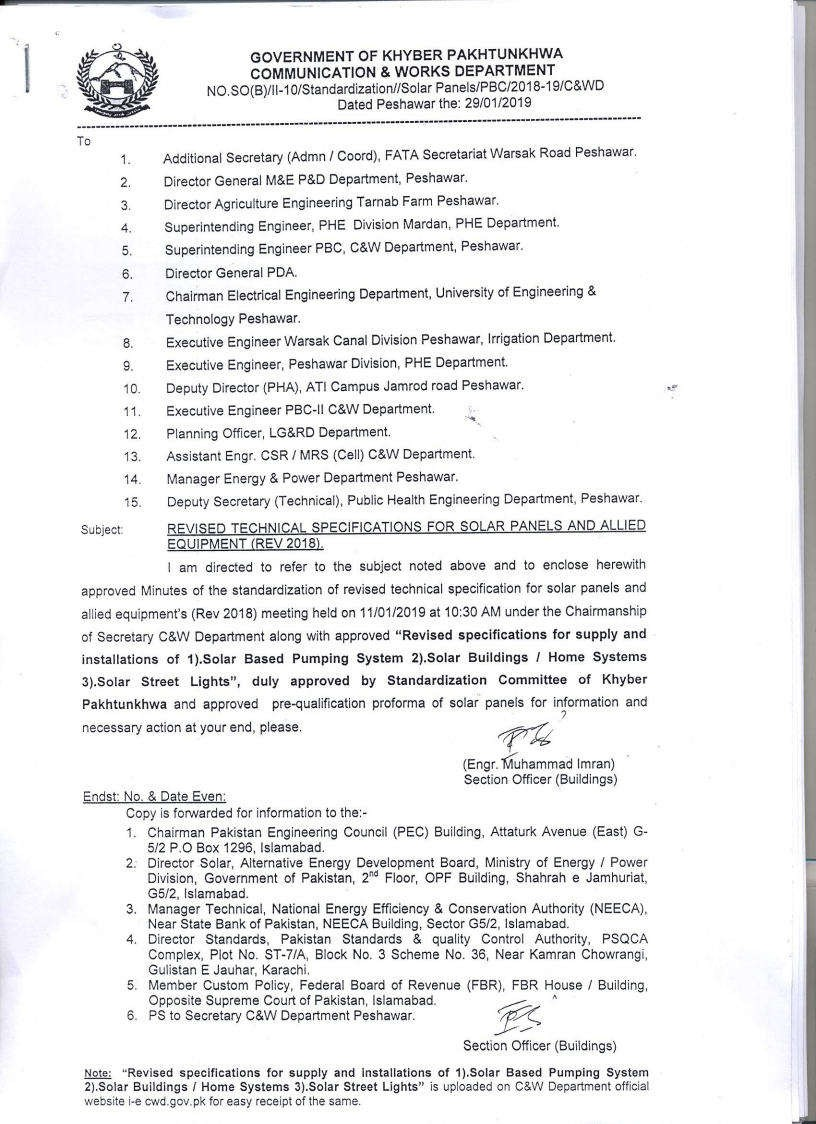 GOVERNMENT OF KHYBER PAKHTUNKHWA
COMMUNICATION & WORKS DEPARTMENT
NO.SO(B)/II-10/Standardization//Solar Panels/PBC/2018-19/C&WD
Dated Peshawar the: 29/01/2019
To
1. Additional Secretary (Admn / Coord), FATA Secretariat Warsak Road Peshawar.
2. Director General M&E P&D Department, Peshawar.
3. Director Agriculture Engineering Tarnab Farm Peshawar.
4. Superintending Engineer, PHE Division Mardan, PHE Department.
5. Superintending Engineer PBC, C&W Department, Peshawar.
6. Director General PDA.
7. Chairman Electrical Engineering Department, University of Engineering &
Technology Peshawar.
8. Executive Engineer Warsak Canal Division Peshawar, Irrigation Department.
9. Executive Engineer, Peshawar Division, PHE Department.
10. Deputy Director (PHA), ATI Campus Jamrod road Peshawar.
11. Executive Engineer PBC-II C&W Department.
12. Planning Officer, LG&RD Department.
13. Assistant Engr. CSR / MRS (Cell) C&W Department.
14. Manager Energy & Power Department Peshawar.
15. Deputy Secretary (Technical), Public Health Engineering Department, Peshawar.
Subject: REVISED TECHNICAL SPECIFICATIONS FOR SOLAR PANELS AND ALLIED
EQUIPMENT (REV 2018).
I am directed to refer to the subject noted above and to enclose herewith
approved Minutes of the standardization of revised technical specification for solar panels and
allied equipment's (Rev 2018) meeting held on 11/01/2019 at 10:30 AM under the Chairmanship
of Secretary C&W Department along with approved "Revised specifications for supply and
installations of 1).Solar Based Pumping System 2).Solar Buildings / Home Systems
3).Solar Street Lights", duly approved by Standardization Committee of Khyber
Pakhtunkhwa and approved pre-qualification proforma of solar panels for information and
necessary action at your end, please.
(Engr. Muhammad Imran)
Section Officer (Buildings)
Endst: No. & Date Even:
Copy is forwarded for information to the:-
1. Chairman Pakistan Engineering Council (PEC) Building, Attaturk Avenue (East) G-
5/2 P.O Box 1296, Islamabad.
2. Director Solar, Alternative Energy Development Board, Ministry of Energy / Power
Division, Government of Pakistan, 2nd Floor, OPF Building, Shahrah e Jamhuriat,
G5/2, Islamabad.
3. Manager Technical, National Energy Efficiency & Conservation Authority (NEECA),
Near State Bank of Pakistan, NEECA Building, Sector G5/2, Islamabad.
4. Director Standards, Pakistan Standards & quality Control Authority, PSQCA
Complex, Plot No. ST-7/A, Block No. 3 Scheme No. 36, Near Kamran Chowrangi,
Gulistan E Jauhar, Karachi.
5. Member Custom Policy, Federal Board of Revenue (FBR), FBR House / Building,
Opposite Supreme Court of Pakistan, Islamabad.
6. PS to Secretary C&W Department Peshawar.
Section Officer (Buildings)
Note: "Revised specifications for supply and installations of 1).Solar Based Pumping System
2).Solar Buildings / Home Systems 3).Solar Street Lights" is uploaded on C&W Department official
website i-e cwd.gov.pk for easy receipt of the same.